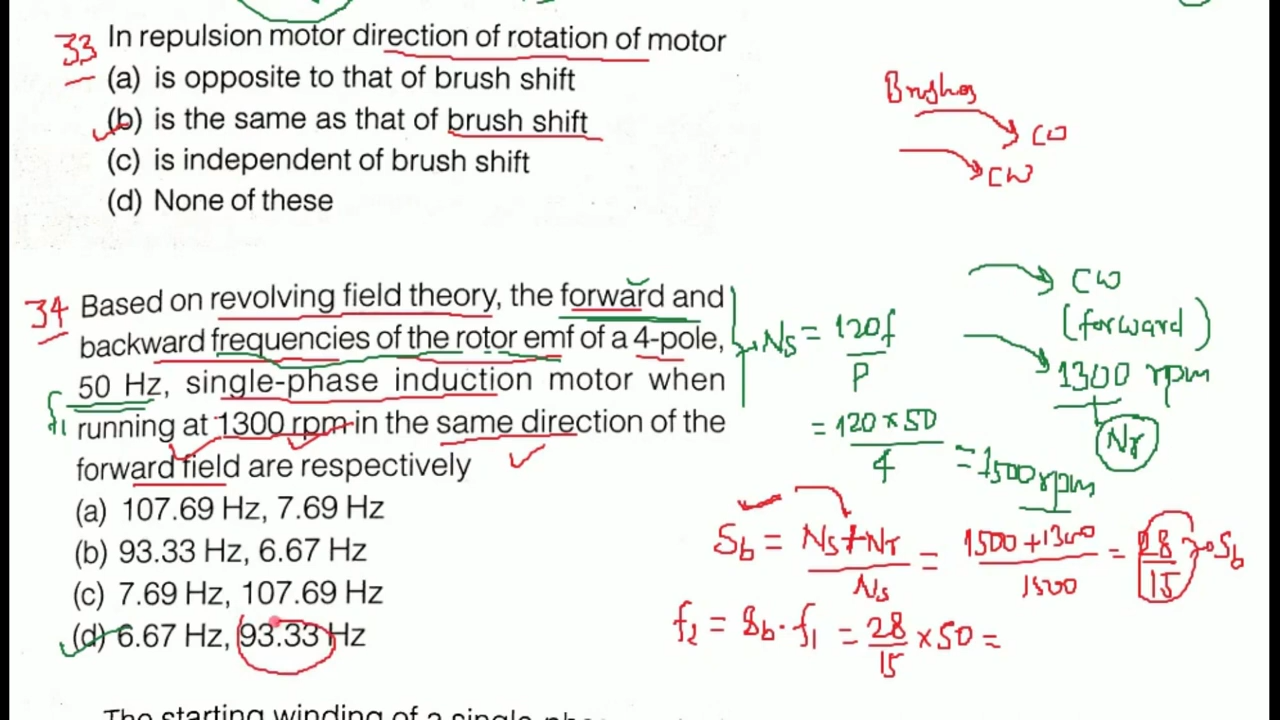 33 In repulsion motor direction of rotation of motor
(a) is opposite to that of brush shift
(b) is the same as that of brush shift
(c) is independent of brush shift
(d) None of these
Brushes
CW
CW
34 Based on revolving field theory, the forward and
backward frequencies of the rotor emf of a 4-pole,
50 Hz, single-phase induction motor when
running at 1300 rpm in the same direction of the
forward field are respectively
(a) 107.69 Hz, 7.69 Hz
(b) 93.33 Hz, 6.67 Hz
(c) 7.69 Hz, 107.69 Hz
(d) 6.67 Hz, 93.33 Hz
f1
Ns = 120f/P
= 120×50/4 = 1500 rpm
CW
(forward)
1300 rpm
Nr
Sb = Ns+Nr/Ns = 1500+1300/1500 = 28/15 → Sb
f2 = Sb.f1 = 28/15 × 50 =